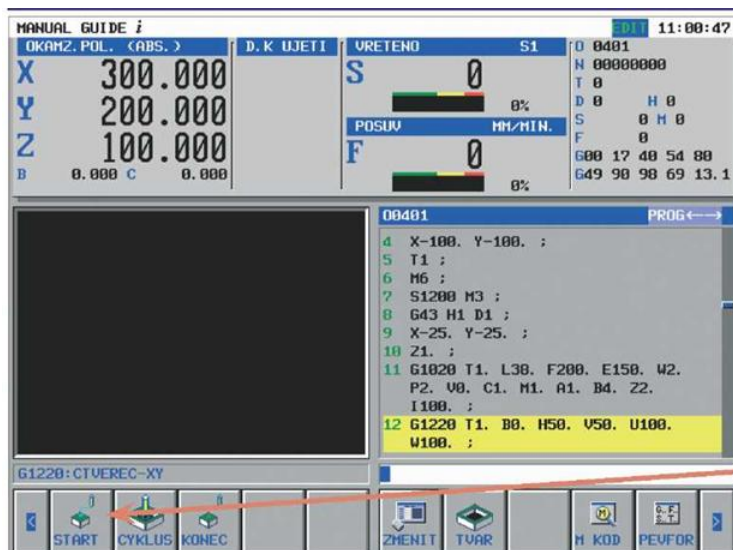 MANUAL GUIDE i
EDIT 11:00:47
OKAMZ.POL. (ABS.)
X 300.000
Y 200.000
Z 100.000
B 0.000 C 0.000
D.K UJETI
VRETENO S1
S 0
0%
POSUV MM/MIN.
F 0
0%
O 0401
N 00000000
T 0
D 0 H 0
S 0 M 0
F 0
G00 17 40 54 80
G49 90 98 69 13.1
O0401 PROG←→
4 X-100. Y-100. ;
5 T1 ;
6 M6 ;
7 S1200 M3 ;
8 G43 H1 D1 ;
9 X-25. Y-25. ;
10 Z1. ;
11 G1020 T1. L30. F200. E150. W2.
P2. V0. C1. M1. A1. B4. Z2.
I100. ;
12 G1220 T1. B0. H50. V50. U100.
W100. ;
G1220:CTVEREC-XY
< START CYKLUS KONEC ZMENIT TVAR M KOD PEVFOR >